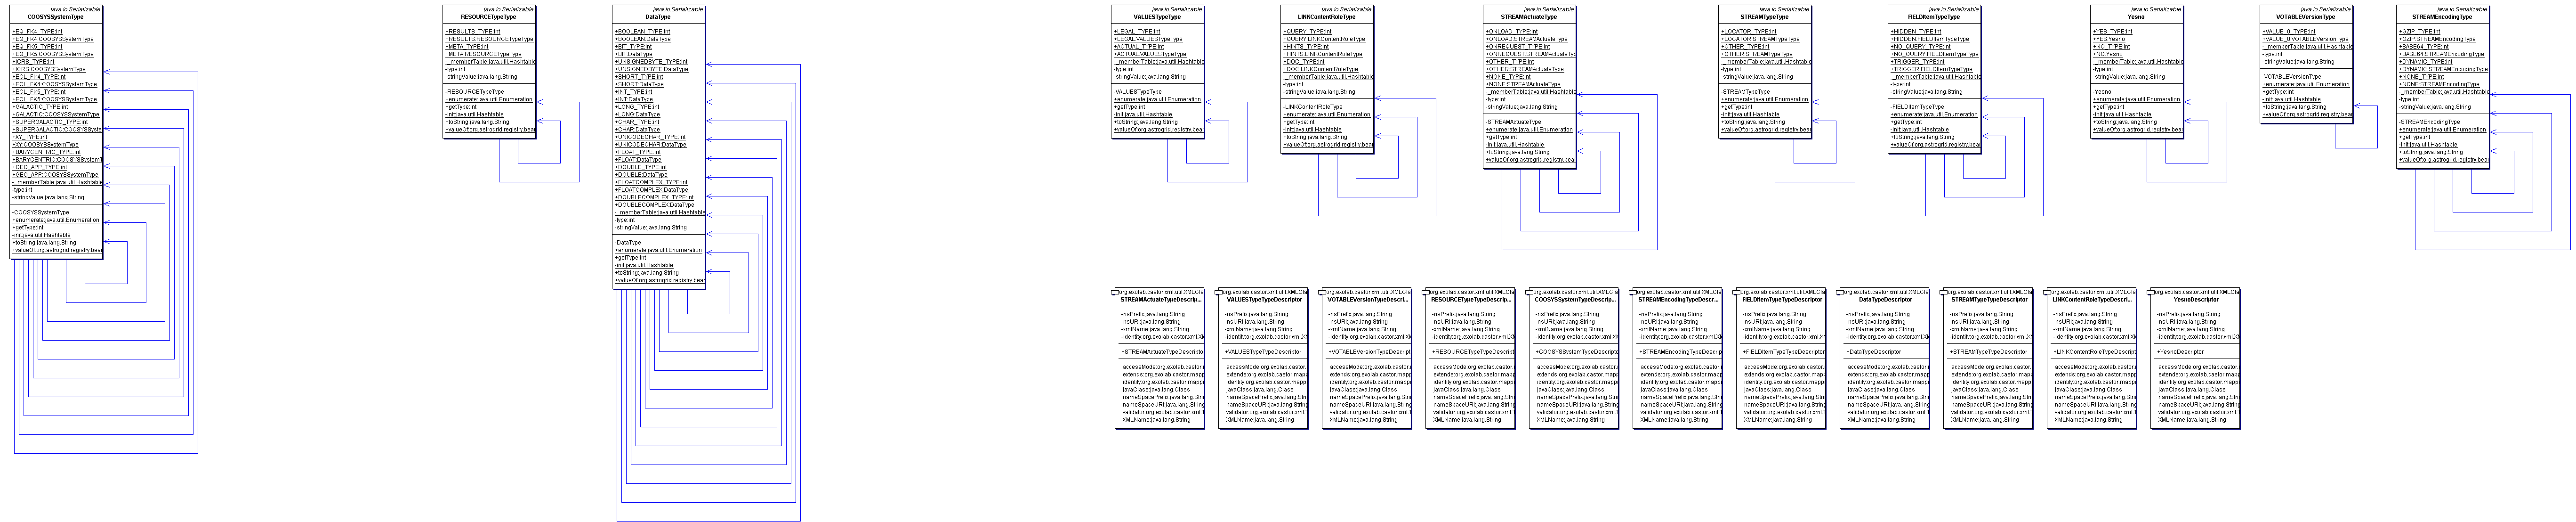 java.io.Serializable
COOSYSSystemType
+EQ_FK4_TYPE:int
+EQ_FK4:COOSYSSystemType
+EQ_FK5_TYPE:int
+EQ_FK5:COOSYSSystemType
+ICRS_TYPE:int
+ICRS:COOSYSSystemType
+ECL_FK4_TYPE:int
+ECL_FK4:COOSYSSystemType
+ECL_FK5_TYPE:int
+ECL_FK5:COOSYSSystemType
+GALACTIC_TYPE:int
+GALACTIC:COOSYSSystemType
+SUPERGALACTIC_TYPE:int
+SUPERGALACTIC:COOSYSSyste
+XY_TYPE:int
+XY:COOSYSSystemType
+BARYCENTRIC_TYPE:int
+BARYCENTRIC:COOSYSSystemT
+GEO_APP_TYPE:int
+GEO_APP:COOSYSSystemType
-_memberTable:java.util.Hashtable
-type:int
-stringValue:java.lang.String
-COOSYSSystemType
+enumerate:java.util.Enumeration
+getType:int
-init:java.util.Hashtable
+toString:java.lang.String
+valueOf:org.astrogrid.registry.bear
java.io.Serializable
RESOURCETypeType
+RESULTS_TYPE:int
+RESULTS:RESOURCETypeType
+META_TYPE:int
+META:RESOURCETypeType
-_memberTable:java.util.Hashtable
-type:int
-stringValue:java.lang.String
-RESOURCETypeType
+enumerate:java.util.Enumeration
+getType:int
-init:java.util.Hashtable
+toString:java.lang.String
+valueOf:org.astrogrid.registry.bear
java.io.Serializable
DataType
+BOOLEAN_TYPE:int
+BOOLEAN:DataType
+BIT_TYPE:int
+BIT:DataType
+UNSIGNEDBYTE_TYPE:int
+UNSIGNEDBYTE:DataType
+SHORT_TYPE:int
+SHORT:DataType
+INT_TYPE:int
+INT:DataType
+LONG_TYPE:int
+LONG:DataType
+CHAR_TYPE:int
+CHAR:DataType
+UNICODECHAR_TYPE:int
+UNICODECHAR:DataType
+FLOAT_TYPE:int
+FLOAT:DataType
+DOUBLE_TYPE:int
+DOUBLE:DataType
+FLOATCOMPLEX_TYPE:int
+FLOATCOMPLEX:DataType
+DOUBLECOMPLEX_TYPE:int
+DOUBLECOMPLEX:DataType
-_memberTable:java.util.Hashtable
-type:int
-stringValue:java.lang.String
-DataType
+enumerate:java.util.Enumeration
+getType:int
-init:java.util.Hashtable
+toString:java.lang.String
+valueOf:org.astrogrid.registry.bear
java.io.Serializable
VALUESTypeType
+LEGAL_TYPE:int
+LEGAL:VALUESTypeType
+ACTUAL_TYPE:int
+ACTUAL:VALUESTypeType
-_memberTable:java.util.Hashtable
-type:int
-stringValue:java.lang.String
-VALUESTypeType
+enumerate:java.util.Enumeration
+getType:int
-init:java.util.Hashtable
+toString:java.lang.String
+valueOf:org.astrogrid.registry.bear
java.io.Serializable
LINKContentRoleType
+QUERY_TYPE:int
+QUERY:LINKContentRoleType
+HINTS_TYPE:int
+HINTS:LINKContentRoleType
+DOC_TYPE:int
+DOC:LINKContentRoleType
-_memberTable:java.util.Hashtable
-type:int
-stringValue:java.lang.String
-LINKContentRoleType
+enumerate:java.util.Enumeration
+getType:int
-init:java.util.Hashtable
+toString:java.lang.String
+valueOf:org.astrogrid.registry.bear
java.io.Serializable
STREAMActuateType
+ONLOAD_TYPE:int
+ONLOAD:STREAMActuateType
+ONREQUEST_TYPE:int
+ONREQUEST:STREAMActuateTyp
+OTHER_TYPE:int
+OTHER:STREAMActuateType
+NONE_TYPE:int
+NONE:STREAMActuateType
-_memberTable:java.util.Hashtable
-type:int
-stringValue:java.lang.String
-STREAMActuateType
+enumerate:java.util.Enumeration
+getType:int
-init:java.util.Hashtable
+toString:java.lang.String
+valueOf:org.astrogrid.registry.bear
java.io.Serializable
STREAMTypeType
+LOCATOR_TYPE:int
+LOCATOR:STREAMTypeType
+OTHER_TYPE:int
+OTHER:STREAMTypeType
-_memberTable:java.util.Hashtable
-type:int
-stringValue:java.lang.String
-STREAMTypeType
+enumerate:java.util.Enumeration
+getType:int
-init:java.util.Hashtable
+toString:java.lang.String
+valueOf:org.astrogrid.registry.bear
java.io.Serializable
FIELDItemTypeType
+HIDDEN_TYPE:int
+HIDDEN:FIELDItemTypeType
+NO_QUERY_TYPE:int
+NO_QUERY:FIELDItemTypeType
+TRIGGER_TYPE:int
+TRIGGER:FIELDItemTypeType
-_memberTable:java.util.Hashtable
-type:int
-stringValue:java.lang.String
-FIELDItemTypeType
+enumerate:java.util.Enumeration
+getType:int
-init:java.util.Hashtable
+toString:java.lang.String
+valueOf:org.astrogrid.registry.bear
java.io.Serializable
Yesno
+YES_TYPE:int
+YES:Yesno
+NO_TYPE:int
+NO:Yesno
-_memberTable:java.util.Hashtable
-type:int
-stringValue:java.lang.String
-Yesno
+enumerate:java.util.Enumeration
+getType:int
-init:java.util.Hashtable
+toString:java.lang.String
+valueOf:org.astrogrid.registry.bear
java.io.Serializable
VOTABLEVersionType
+VALUE_0_TYPE:int
+VALUE_0:VOTABLEVersionType
-_memberTable:java.util.Hashtable
-type:int
-stringValue:java.lang.String
-VOTABLEVersionType
+enumerate:java.util.Enumeration
+getType:int
-init:java.util.Hashtable
+toString:java.lang.String
+valueOf:org.astrogrid.registry.bear
java.io.Serializable
STREAMEncodingType
+GZIP_TYPE:int
+GZIP:STREAMEncodingType
+BASE64_TYPE:int
+BASE64:STREAMEncodingType
+DYNAMIC_TYPE:int
+DYNAMIC:STREAMEncodingType
+NONE_TYPE:int
+NONE:STREAMEncodingType
-_memberTable:java.util.Hashtable
-type:int
-stringValue:java.lang.String
-STREAMEncodingType
+enumerate:java.util.Enumeration
+getType:int
-init:java.util.Hashtable
+toString:java.lang.String
+valueOf:org.astrogrid.registry.bear
org.exolab.castor.xml.util.XMLCla
STREAMActuateTypeDescrip...
-nsPrefix:java.lang.String
-nsURI:java.lang.String
-xmlName:java.lang.String
-identity:org.exolab.castor.xml.XM
+STREAMActuateTypeDescripto
accessMode:org.exolab.castor.r
extends:org.exolab.castor.mapp
identity:org.exolab.castor.mappi
javaClass:java.lang.Class
nameSpacePrefix:java.lang.Stri
nameSpaceURI:java.lang.String
validator:org.exolab.castor.xml.T
XMLName:java.lang.String
org.exolab.castor.xml.util.XMLCla
VALUESTypeTypeDescriptor
-nsPrefix:java.lang.String
-nsURI:java.lang.String
-xmlName:java.lang.String
-identity:org.exolab.castor.xml.XM
+VALUESTypeTypeDescriptor
accessMode:org.exolab.castor.r
extends:org.exolab.castor.mapp
identity:org.exolab.castor.mappi
javaClass:java.lang.Class
nameSpacePrefix:java.lang.Stri
nameSpaceURI:java.lang.String
validator:org.exolab.castor.xml.T
XMLName:java.lang.String
org.exolab.castor.xml.util.XMLCla
VOTABLEVersionTypeDescri...
-nsPrefix:java.lang.String
-nsURI:java.lang.String
-xmlName:java.lang.String
-identity:org.exolab.castor.xml.XM
+VOTABLEVersionTypeDescript
accessMode:org.exolab.castor.r
extends:org.exolab.castor.mapp
identity:org.exolab.castor.mappi
javaClass:java.lang.Class
nameSpacePrefix:java.lang.Stri
nameSpaceURI:java.lang.String
validator:org.exolab.castor.xml.T
XMLName:java.lang.String
org.exolab.castor.xml.util.XMLCla
RESOURCETypeTypeDescrip...
-nsPrefix:java.lang.String
-nsURI:java.lang.String
-xmlName:java.lang.String
-identity:org.exolab.castor.xml.XM
+RESOURCETypeTypeDescript
accessMode:org.exolab.castor.r
extends:org.exolab.castor.mapp
identity:org.exolab.castor.mappi
javaClass:java.lang.Class
nameSpacePrefix:java.lang.Stri
nameSpaceURI:java.lang.String
validator:org.exolab.castor.xml.T
XMLName:java.lang.String
org.exolab.castor.xml.util.XMLCla
COOSYSSystemTypeDescrip...
-nsPrefix:java.lang.String
-nsURI:java.lang.String
-xmlName:java.lang.String
-identity:org.exolab.castor.xml.XM
+COOSYSSystemTypeDescripto
accessMode:org.exolab.castor.r
extends:org.exolab.castor.mapp
identity:org.exolab.castor.mappi
javaClass:java.lang.Class
nameSpacePrefix:java.lang.Stri
nameSpaceURI:java.lang.String
validator:org.exolab.castor.xml.T
XMLName:java.lang.String
org.exolab.castor.xml.util.XMLCla
STREAMEncodingTypeDescr...
-nsPrefix:java.lang.String
-nsURI:java.lang.String
-xmlName:java.lang.String
-identity:org.exolab.castor.xml.XM
+STREAMEncodingTypeDescrip
accessMode:org.exolab.castor.r
extends:org.exolab.castor.mapp
identity:org.exolab.castor.mappi
javaClass:java.lang.Class
nameSpacePrefix:java.lang.Stri
nameSpaceURI:java.lang.String
validator:org.exolab.castor.xml.T
XMLName:java.lang.String
org.exolab.castor.xml.util.XMLCla
FIELDItemTypeTypeDescriptor
-nsPrefix:java.lang.String
-nsURI:java.lang.String
-xmlName:java.lang.String
-identity:org.exolab.castor.xml.XM
+FIELDItemTypeTypeDescriptor
accessMode:org.exolab.castor.r
extends:org.exolab.castor.mapp
identity:org.exolab.castor.mappi
javaClass:java.lang.Class
nameSpacePrefix:java.lang.Stri
nameSpaceURI:java.lang.String
validator:org.exolab.castor.xml.T
XMLName:java.lang.String
org.exolab.castor.xml.util.XMLCla
DataTypeDescriptor
-nsPrefix:java.lang.String
-nsURI:java.lang.String
-xmlName:java.lang.String
-identity:org.exolab.castor.xml.XM
+DataTypeDescriptor
accessMode:org.exolab.castor.r
extends:org.exolab.castor.mapp
identity:org.exolab.castor.mappi
javaClass:java.lang.Class
nameSpacePrefix:java.lang.Stri
nameSpaceURI:java.lang.String
validator:org.exolab.castor.xml.T
XMLName:java.lang.String
org.exolab.castor.xml.util.XMLCla
STREAMTypeTypeDescriptor
-nsPrefix:java.lang.String
-nsURI:java.lang.String
-xmlName:java.lang.String
-identity:org.exolab.castor.xml.XM
+STREAMTypeTypeDescriptor
accessMode:org.exolab.castor.r
extends:org.exolab.castor.mapp
identity:org.exolab.castor.mappi
javaClass:java.lang.Class
nameSpacePrefix:java.lang.Stri
nameSpaceURI:java.lang.String
validator:org.exolab.castor.xml.T
XMLName:java.lang.String
org.exolab.castor.xml.util.XMLCla
LINKContentRoleTypeDescri...
-nsPrefix:java.lang.String
-nsURI:java.lang.String
-xmlName:java.lang.String
-identity:org.exolab.castor.xml.XM
+LINKContentRoleTypeDescript
accessMode:org.exolab.castor.r
extends:org.exolab.castor.mapp
identity:org.exolab.castor.mappi
javaClass:java.lang.Class
nameSpacePrefix:java.lang.Stri
nameSpaceURI:java.lang.String
validator:org.exolab.castor.xml.T
XMLName:java.lang.String
org.exolab.castor.xml.util.XMLCla
YesnoDescriptor
-nsPrefix:java.lang.String
-nsURI:java.lang.String
-xmlName:java.lang.String
-identity:org.exolab.castor.xml.XM
+YesnoDescriptor
accessMode:org.exolab.castor.r
extends:org.exolab.castor.mapp
identity:org.exolab.castor.mappi
javaClass:java.lang.Class
nameSpacePrefix:java.lang.Stri
nameSpaceURI:java.lang.String
validator:org.exolab.castor.xml.T
XMLName:java.lang.String